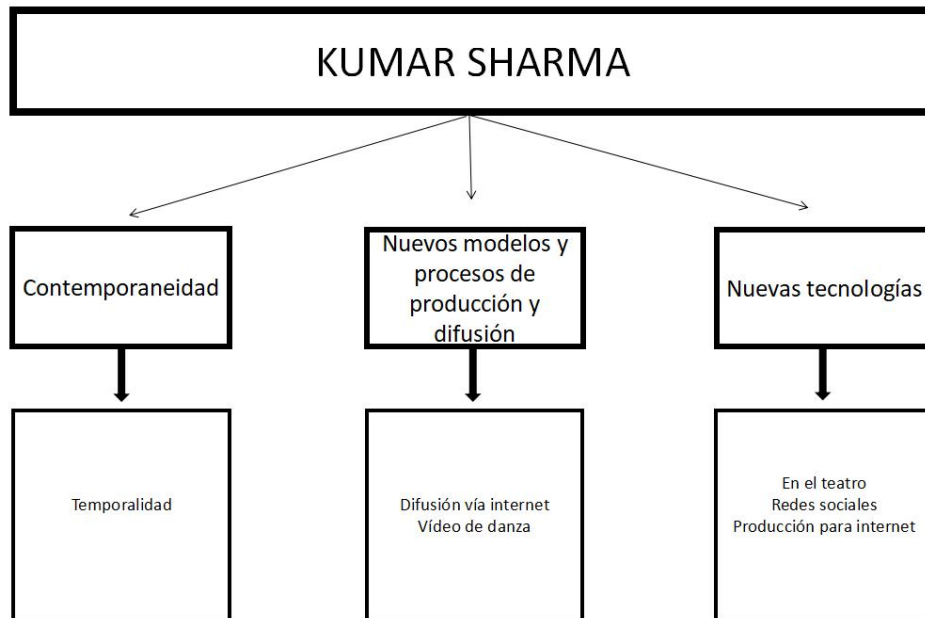 KUMAR SHARMA
Contemporaneidad
Nuevos modelos y
procesos de
producción y
difusión
Nuevas tecnologías
Temporalidad
Difusión vía internet
Vídeo de danza
En el teatro
Redes sociales
Producción para internet